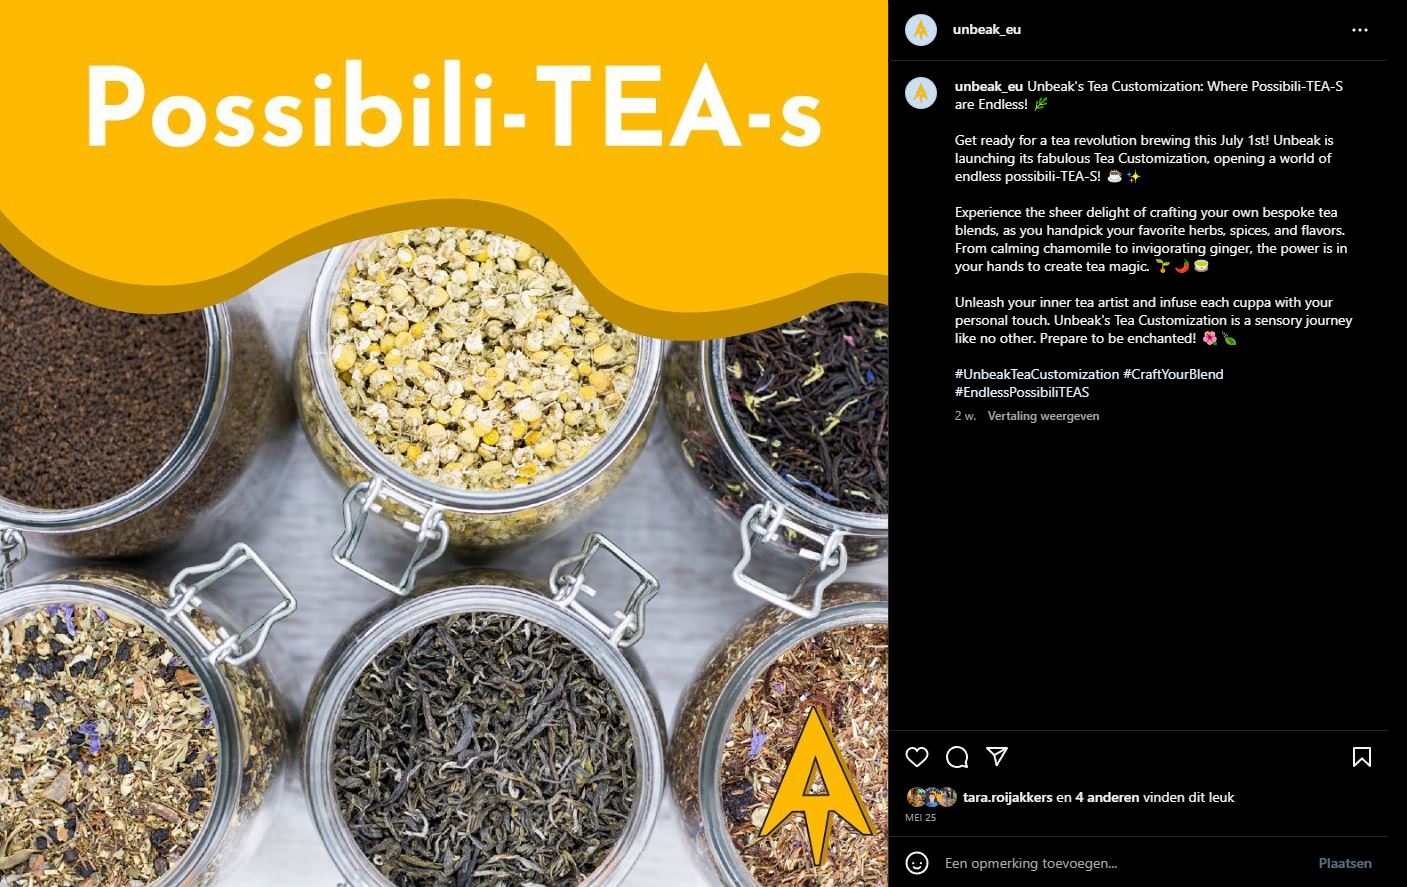 Possibili-TEA-s
unbeak_eu
unbeak_eu Unbeak's Tea Customization: Where Possibili-TEA-S
are Endless! 🌿
Get ready for a tea revolution brewing this July 1st! Unbeak is
launching its fabulous Tea Customization, opening a world of
endless possibili-TEA-S! ☕ ✨
Experience the sheer delight of crafting your own bespoke tea
blends, as you handpick your favorite herbs, spices, and flavors.
From calming chamomile to invigorating ginger, the power is in
your hands to create tea magic. 🌱 🌶️ 🍵
Unleash your inner tea artist and infuse each cuppa with your
personal touch. Unbeak's Tea Customization is a sensory journey
like no other. Prepare to be enchanted! 🌺 🍃
#UnbeakTeaCustomization #CraftYourBlend
#EndlessPossibiliTEAS
2 w. Vertaling weergeven
tara.roijakkers en 4 anderen vinden dit leuk
MEI 25
Een opmerking toevoegen... Plaatsen